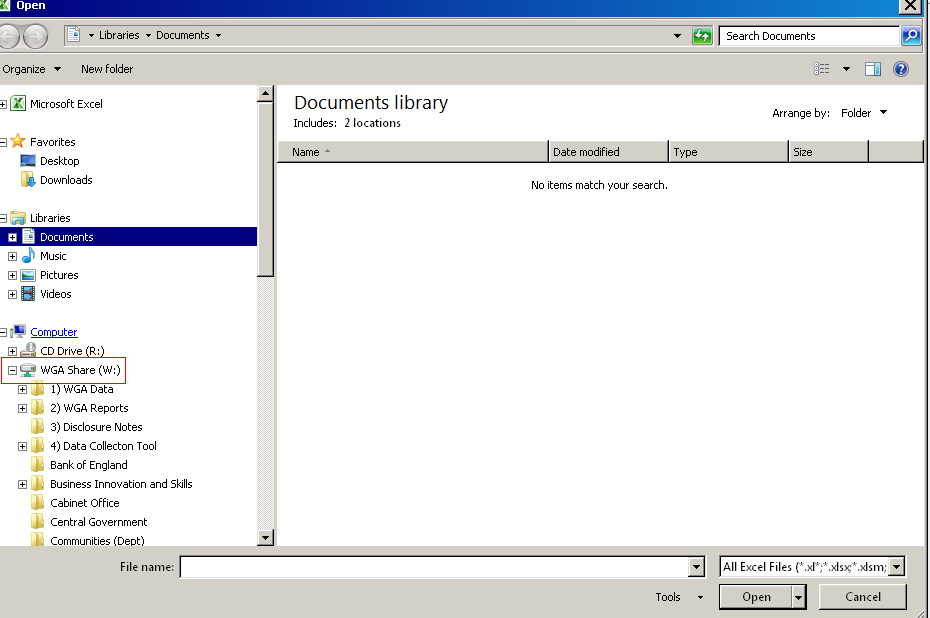 Open
Libraries Documents
Search Documents
Organize New folder
Microsoft Excel
Favorites
Desktop
Downloads
Libraries
Documents
Music
Pictures
Videos
Computer
CD Drive (R:)
WGA Share (W:)
1) WGA Data
2) WGA Reports
3) Disclosure Notes
4) Data Collecton Tool
Bank of England
Business Innovation and Skills
Cabinet Office
Central Government
Communities (Dept)
Documents library
Includes: 2 locations
Arrange by: Folder
Name Date modified Type Size
No items match your search.
File name:
All Excel Files (*.xl*;*.xlsx;*.xlsm;
Tools Open Cancel